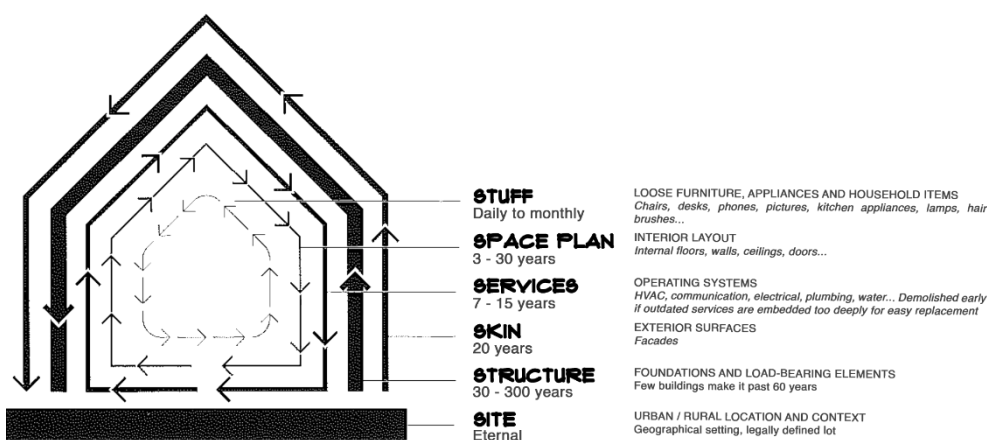 STUFF
Daily to monthly
LOOSE FURNITURE, APPLIANCES AND HOUSEHOLD ITEMS
Chairs, desks, phones, pictures, kitchen appliances, lamps, hair
brushes...
SPACE PLAN
3 - 30 years
INTERIOR LAYOUT
Internal floors, walls, ceilings, doors...
SERVICES
7 - 15 years
OPERATING SYSTEMS
HVAC, communication, electrical, plumbing, water... Demolished early
if outdated services are embedded too deeply for easy replacement
SKIN
20 years
EXTERIOR SURFACES
Facades
STRUCTURE
30 - 300 years
FOUNDATIONS AND LOAD-BEARING ELEMENTS
Few buildings make it past 60 years
SITE
Eternal
URBAN / RURAL LOCATION AND CONTEXT
Geographical setting, legally defined lot